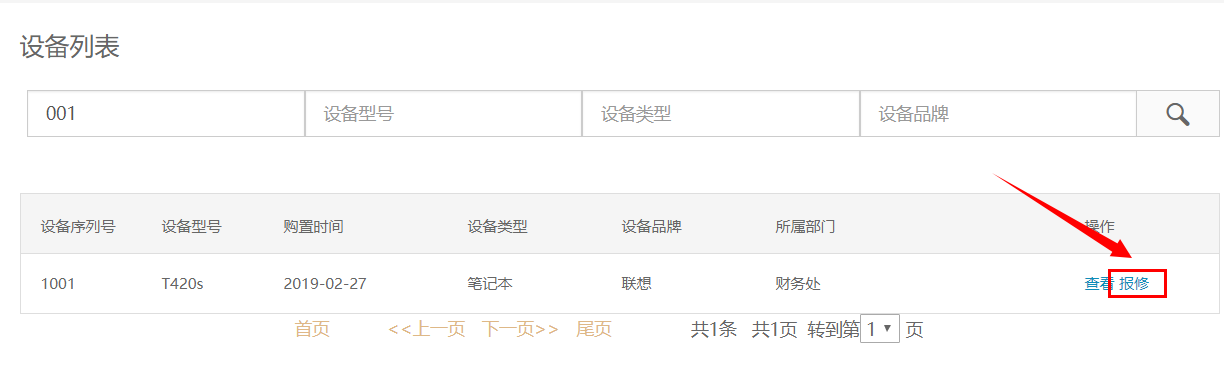 设备列表
001 设备型号 设备类型 设备品牌
设备序列号 设备型号 购置时间 设备类型 设备品牌 所属部门 操作
1001 T420s 2019-02-27 笔记本 联想 财务处 查看 报修
首页 <<上一页 下一页>> 尾页 共1条 共1页 转到第 1 页